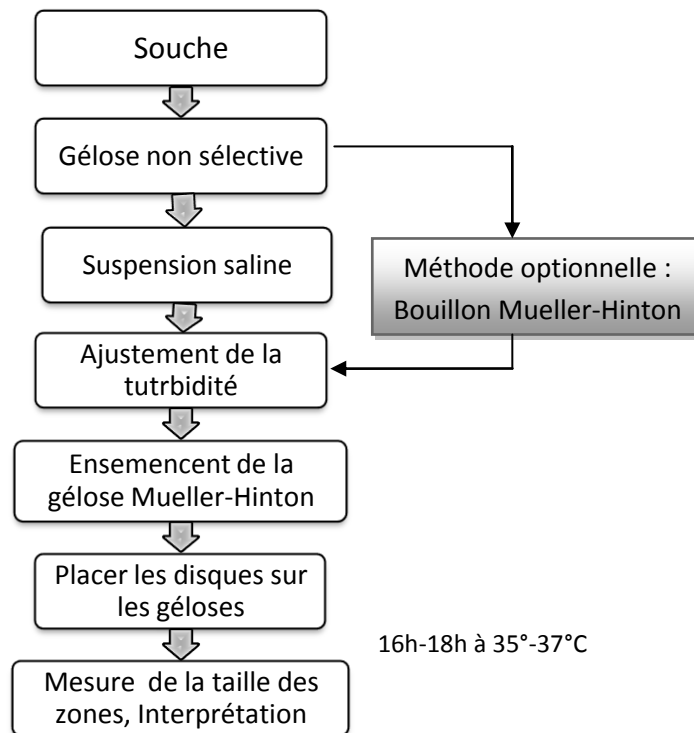 Souche
Gélose non sélective
Suspension saline
Méthode optionnelle :
Bouillon Mueller-Hinton
Ajustement de la
tutrbidité
Ensemencent de la
gélose Mueller-Hinton
Placer les disques sur
les géloses
16h-18h à 35°-37°C
Mesure de la taille des
zones, Interprétation